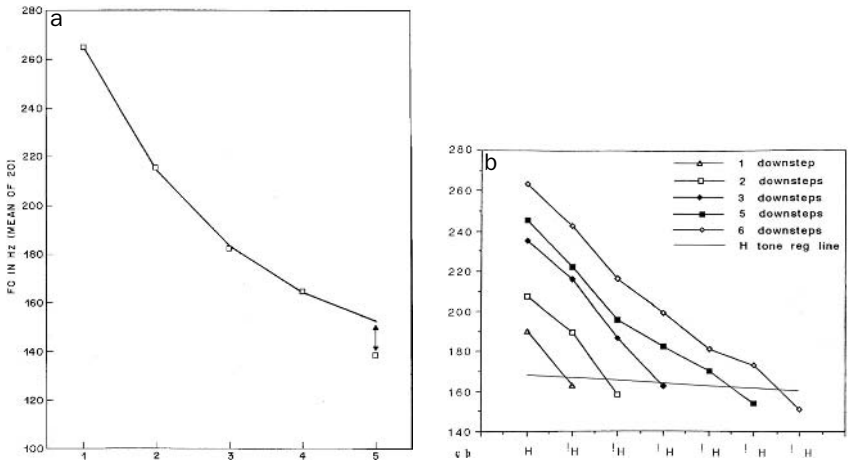 a
280
260
240
220
200
180
160
140
120
100
F0 IN Hz (MEAN OF 20)
1 2 3 4 5
b
280
260
240
220
200
180
160
140
1 downstep
2 downsteps
3 downsteps
5 downsteps
6 downsteps
H tone reg line
H !H !H !H !H !H !H